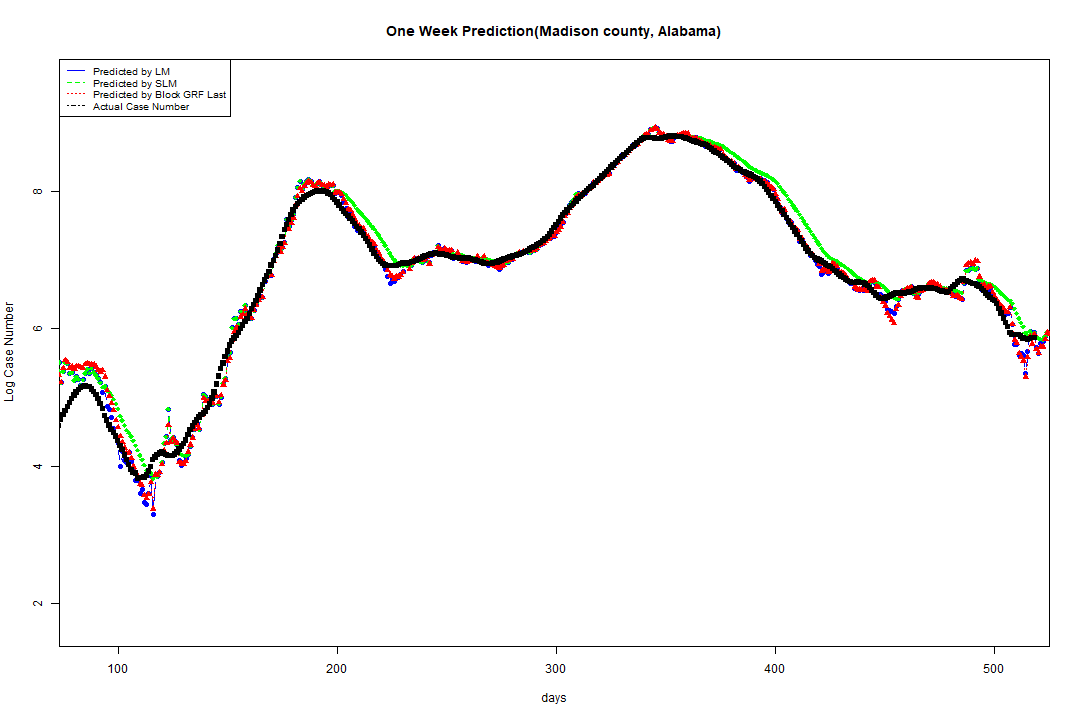 One Week Prediction(Madison county, Alabama)
Predicted by LM
Predicted by SLM
Predicted by Block GRF Last
Actual Case Number
Log Case Number
8
6
4
2
100 200 300 400 500
days